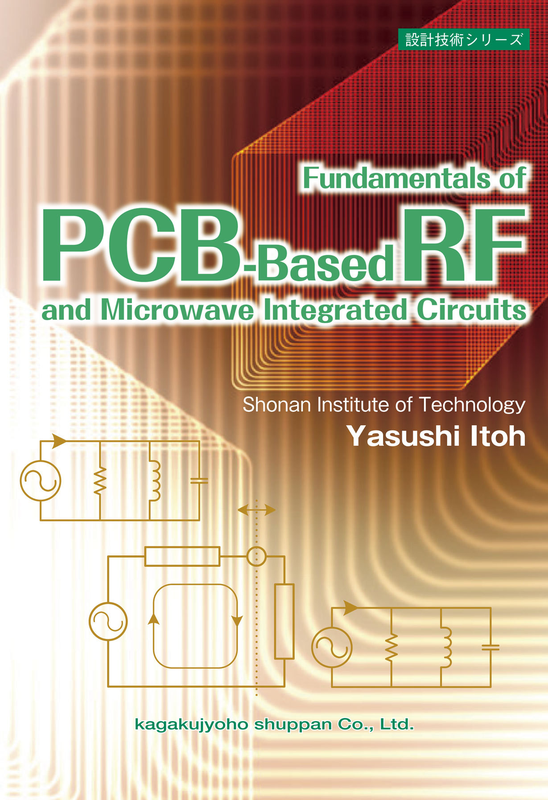 設計技術シリーズ
Fundamentals of
PCB-Based RF
and Microwave Integrated Circuits
Shonan Institute of Technology
Yasushi Itoh
kagakujyoho shuppan Co., Ltd.